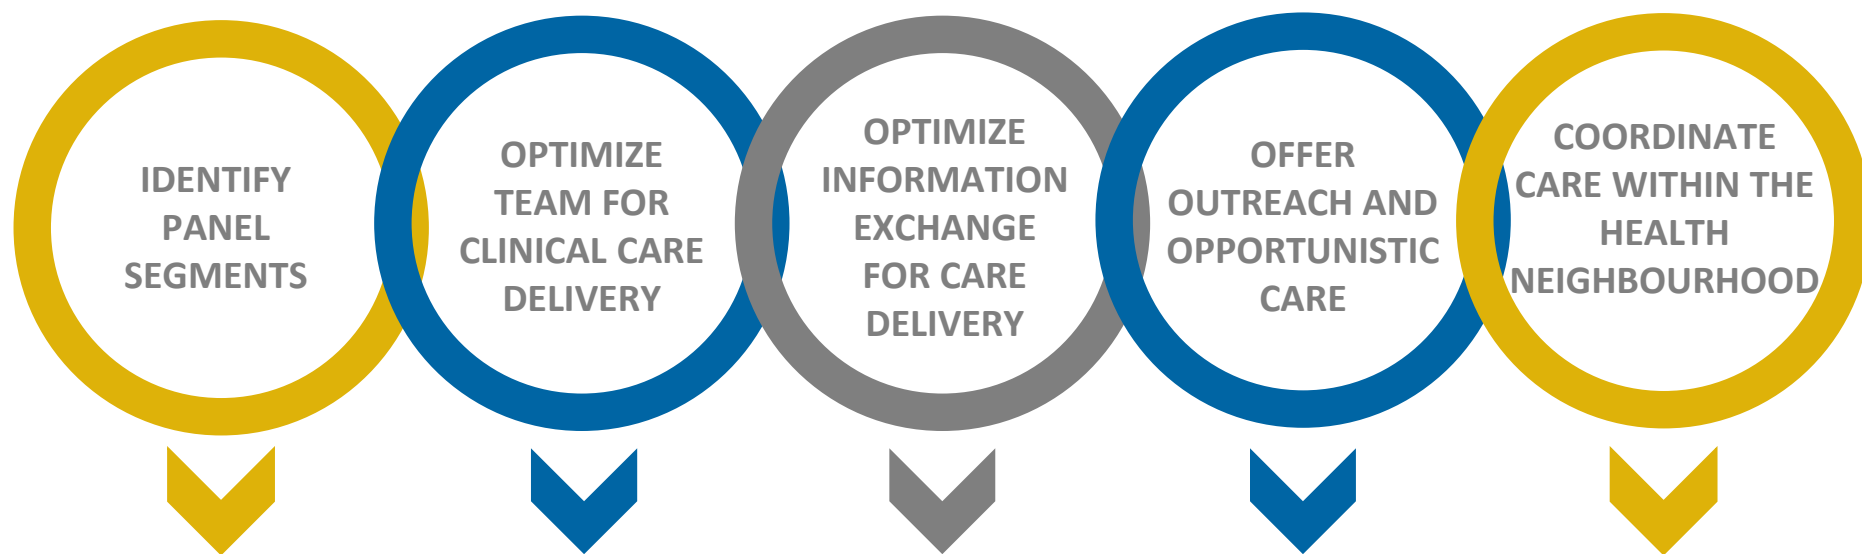 IDENTIFY
PANEL
SEGMENTS
OPTIMIZE
TEAM FOR
CLINICAL CARE
DELIVERY
OPTIMIZE
INFORMATION
EXCHANGE
FOR CARE
DELIVERY
OFFER
OUTREACH AND
OPPORTUNISTIC
CARE
COORDINATE
CARE WITHIN THE
HEALTH
NEIGHBOURHOOD